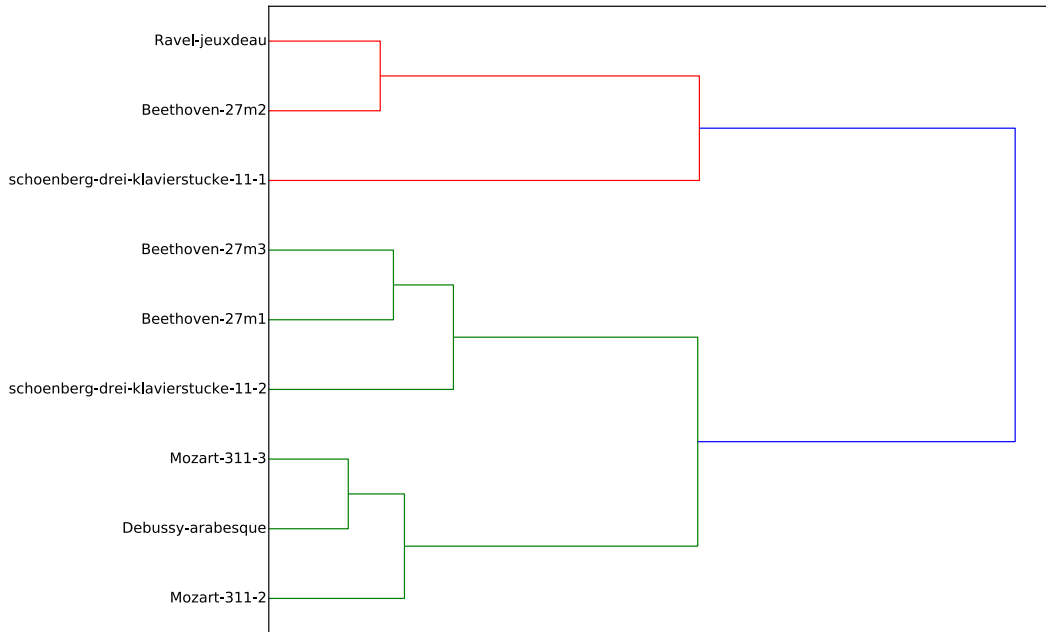 Ravel-jeuxdeau
Beethoven-27m2
schoenberg-drei-klavierstucke-11-1
Beethoven-27m3
Beethoven-27m1
schoenberg-drei-klavierstucke-11-2
Mozart-311-3
Debussy-arabesque
Mozart-311-2